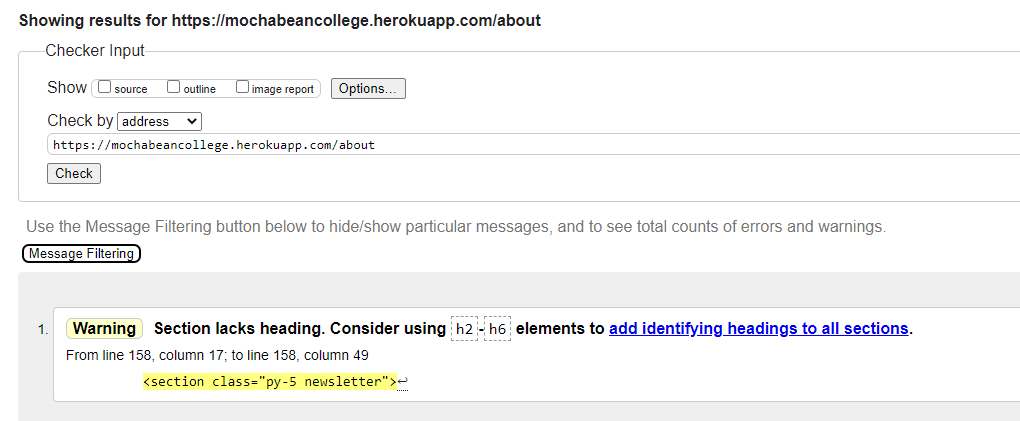 Showing results for https://mochabeancollege.herokuapp.com/about
Checker Input
Show source outline image report Options...
Check by address
https://mochabeancollege.herokuapp.com/about
Check
Use the Message Filtering button below to hide/show particular messages, and to see total counts of errors and warnings.
Message Filtering
1. Warning Section lacks heading. Consider using h2-h6 elements to add identifying headings to all sections.
From line 158, column 17; to line 158, column 49
<section class="py-5 newsletter">↩